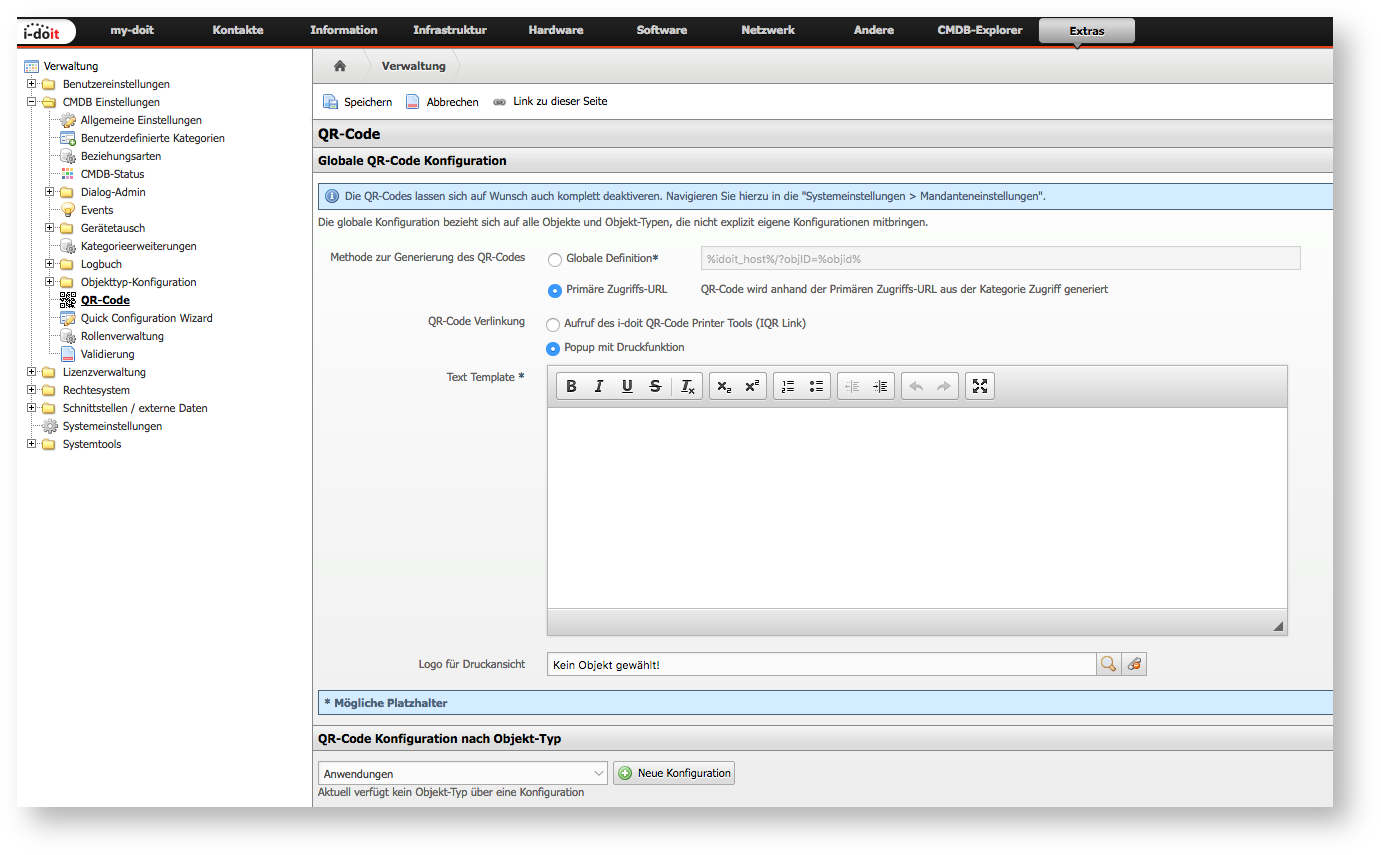 i-doit
my-doit Kontakte Information Infrastruktur Hardware Software Netzwerk Andere CMDB-Explorer Extras
Verwaltung
Benutzereinstellungen
CMDB Einstellungen
Allgemeine Einstellungen
Benutzerdefinierte Kategorien
Beziehungsarten
CMDB-Status
Dialog-Admin
Events
Gerätetausch
Kategorieerweiterungen
Logbuch
Objekttyp-Konfiguration
QR-Code
Quick Configuration Wizard
Rollenverwaltung
Validierung
Lizenzverwaltung
Rechtesystem
Schnittstellen / externe Daten
Systemeinstellungen
Systemtools
Verwaltung
Speichern Abbrechen Link zu dieser Seite
QR-Code
Globale QR-Code Konfiguration
Die QR-Codes lassen sich auf Wunsch auch komplett deaktiveren. Navigieren Sie hierzu in die "Systemeinstellungen > Mandanteneinstellungen".
Die globale Konfiguration bezieht sich auf alle Objekte und Objekt-Typen, die nicht explizit eigene Konfigurationen mitbringen.
Methode zur Generierung des QR-Codes Globale Definition* %idoit_host%/?objID=%objid%
Primäre Zugriffs-URL QR-Code wird anhand der Primären Zugriffs-URL aus der Kategorie Zugriff generiert
QR-Code Verlinkung Aufruf des i-doit QR-Code Printer Tools (IQR Link)
Popup mit Druckfunktion
Text Template *
B I U S Tx x₂ x²
Logo für Druckansicht Kein Objekt gewählt!
* Mögliche Platzhalter
QR-Code Konfiguration nach Objekt-Typ
Anwendungen Neue Konfiguration
Aktuell verfügt kein Objekt-Typ über eine Konfiguration